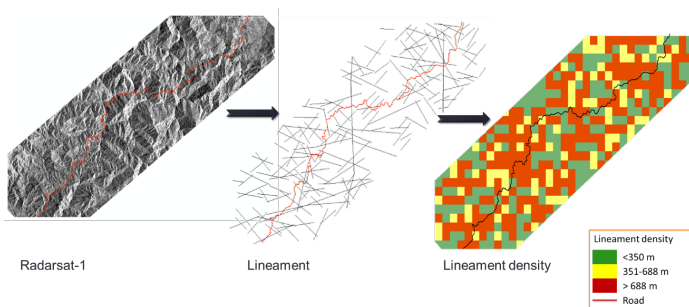 Radarsat-1
Lineament
Lineament density
Lineament density
<350 m
351-688 m
> 688 m
Road